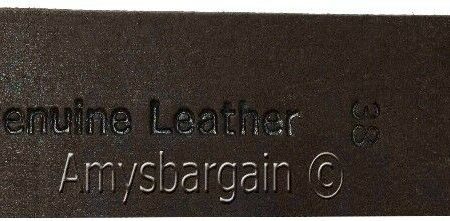 enuine Leather 38
Amysbargain ©